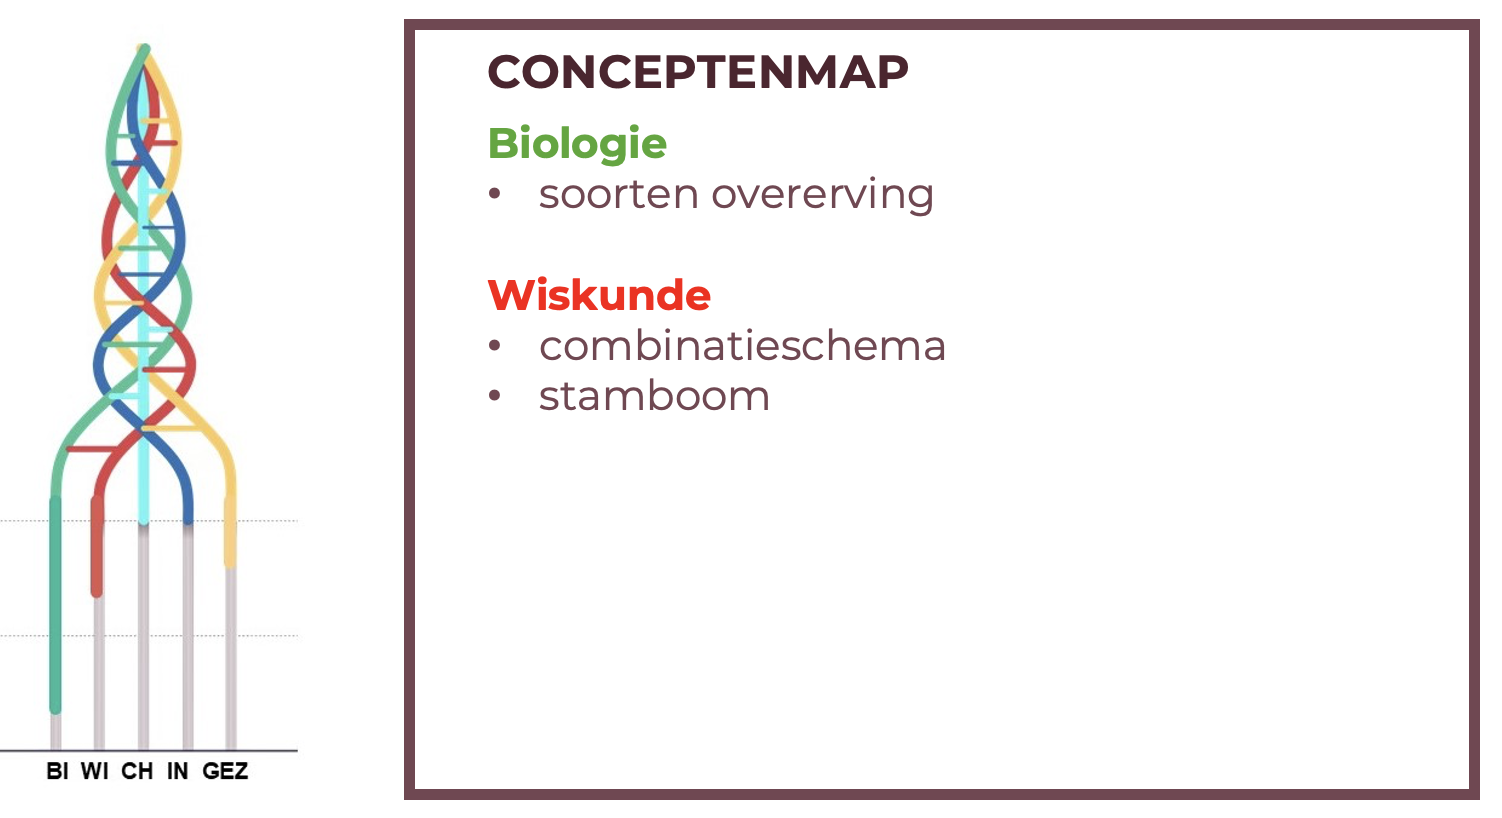 CONCEPTENMAP
Biologie
• soorten overerving
Wiskunde
• combinatieschema
• stamboom
BI WI CH IN GEZ